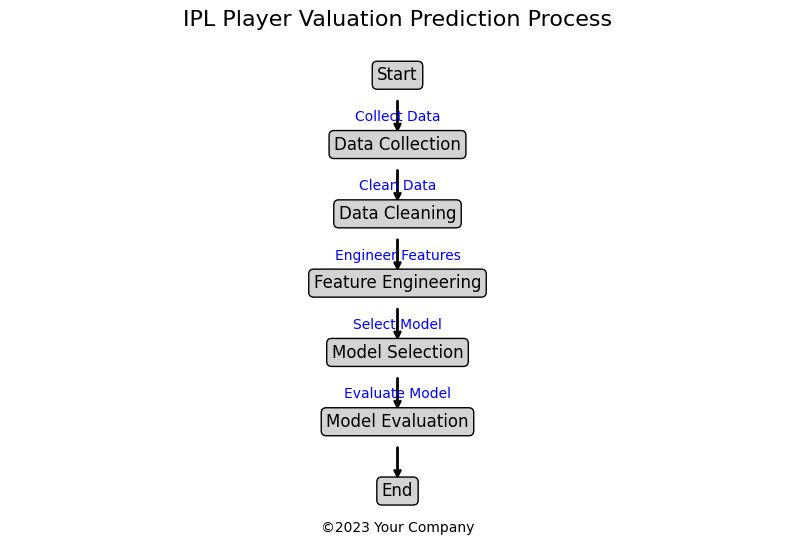 IPL Player Valuation Prediction Process
Start
Collect Data
Data Collection
Clean Data
Data Cleaning
Engineer Features
Feature Engineering
Select Model
Model Selection
Evaluate Model
Model Evaluation
End
©2023 Your Company